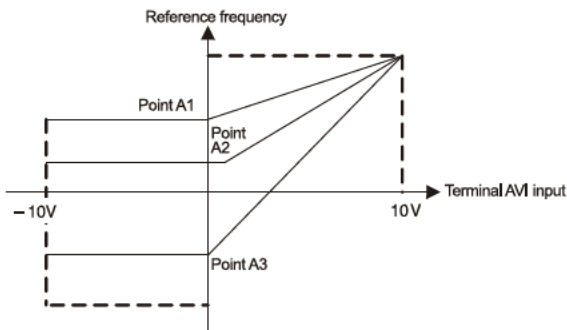 Reference frequency
Point A1
Point
A2
Terminal AVI input
－10V
10V
Point A3